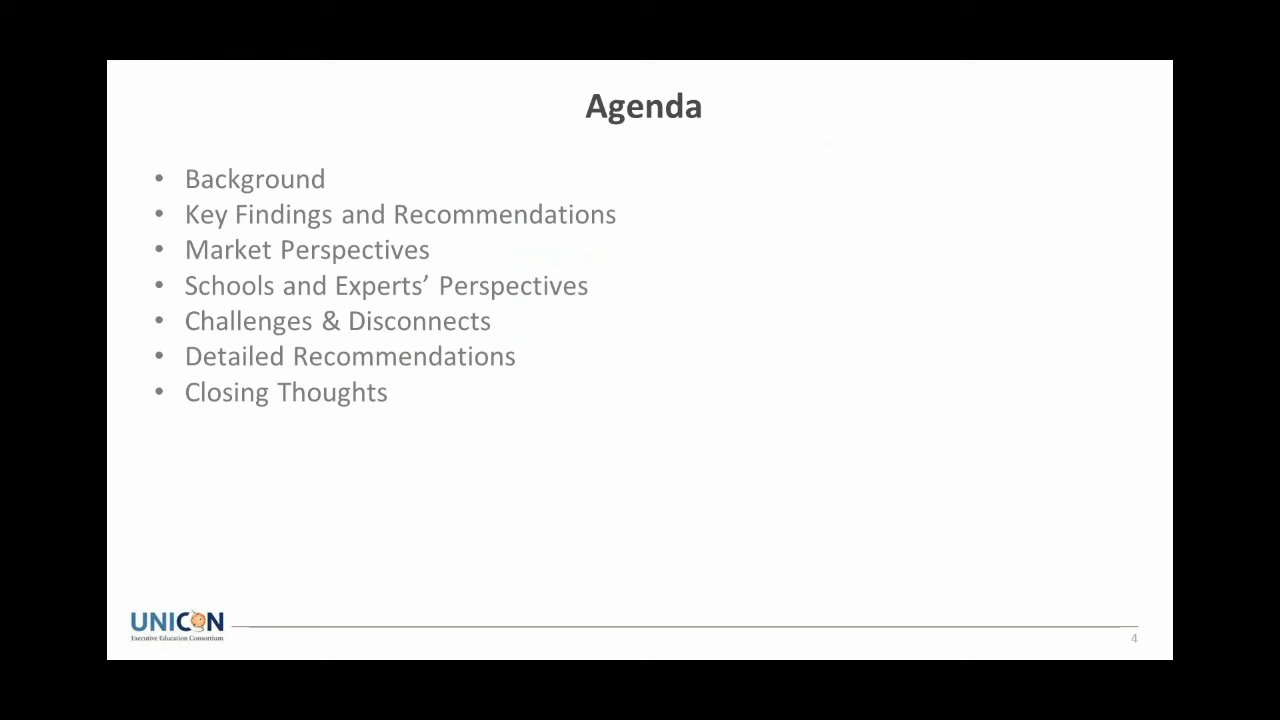 Agenda
• Background
• Key Findings and Recommendations
• Market Perspectives
• Schools and Experts’ Perspectives
• Challenges & Disconnects
• Detailed Recommendations
• Closing Thoughts
UNICON
Executive Education Consortium
4